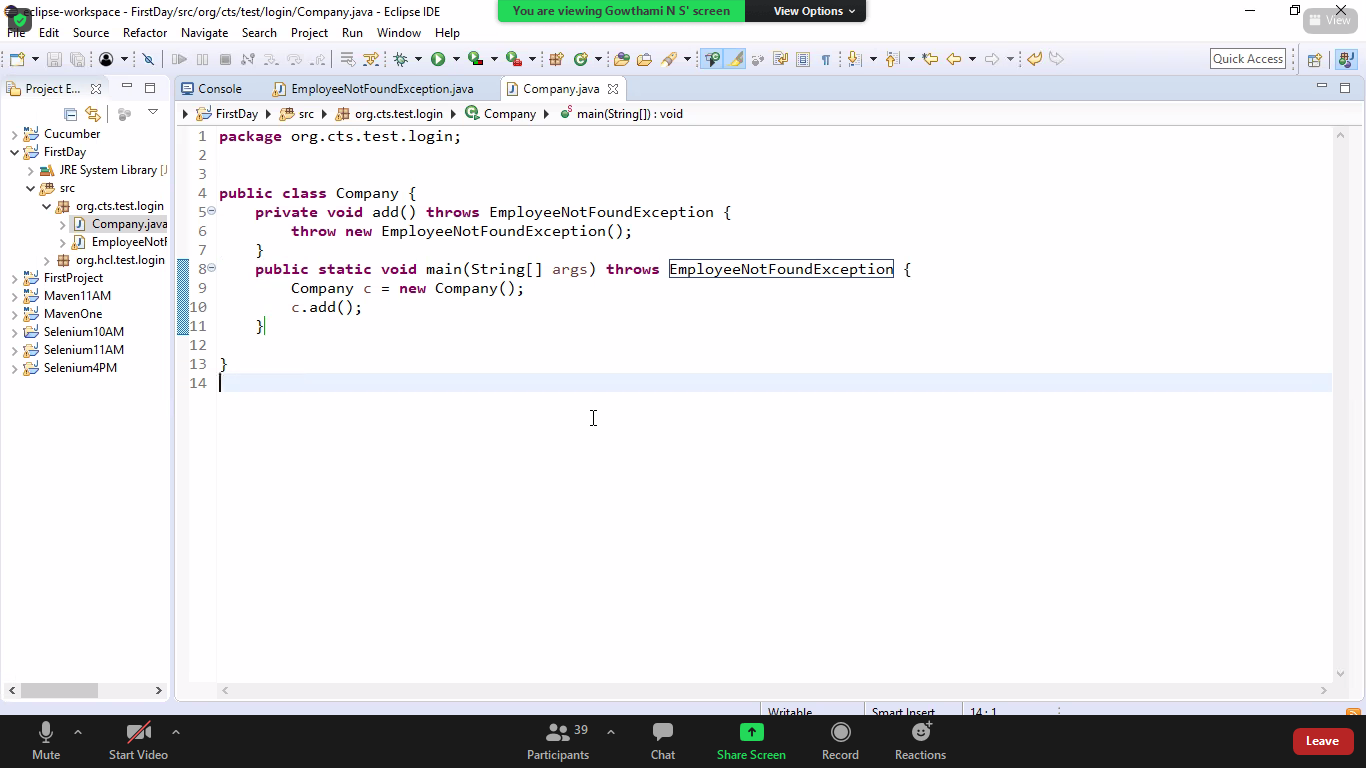 eclipse-workspace - FirstDay/src/org/cts/test/login/Company.java - Eclipse IDE
You are viewing Gowthami N S' screen
View Options
View
File Edit Source Refactor Navigate Search Project Run Window Help
Quick Access
Project E...
Console
EmployeeNotFoundException.java
Company.java
FirstDay
src
org.cts.test.login
Company
main(String[]) : void
Cucumber
FirstDay
JRE System Library [J
src
org.cts.test.login
Company.java
EmployeeNotF
org.hcl.test.login
FirstProject
Maven11AM
MavenOne
Selenium10AM
Selenium11AM
Selenium4PM
1 package org.cts.test.login;
2
3
4 public class Company {
5 private void add() throws EmployeeNotFoundException {
6 throw new EmployeeNotFoundException();
7 }
8 public static void main(String[] args) throws EmployeeNotFoundException {
9 Company c = new Company();
10 c.add();
11 }
12
13 }
14
Writable
Smart Insert
14 : 1
Mute
Start Video
39
Participants
Chat
Share Screen
Record
Reactions
Leave